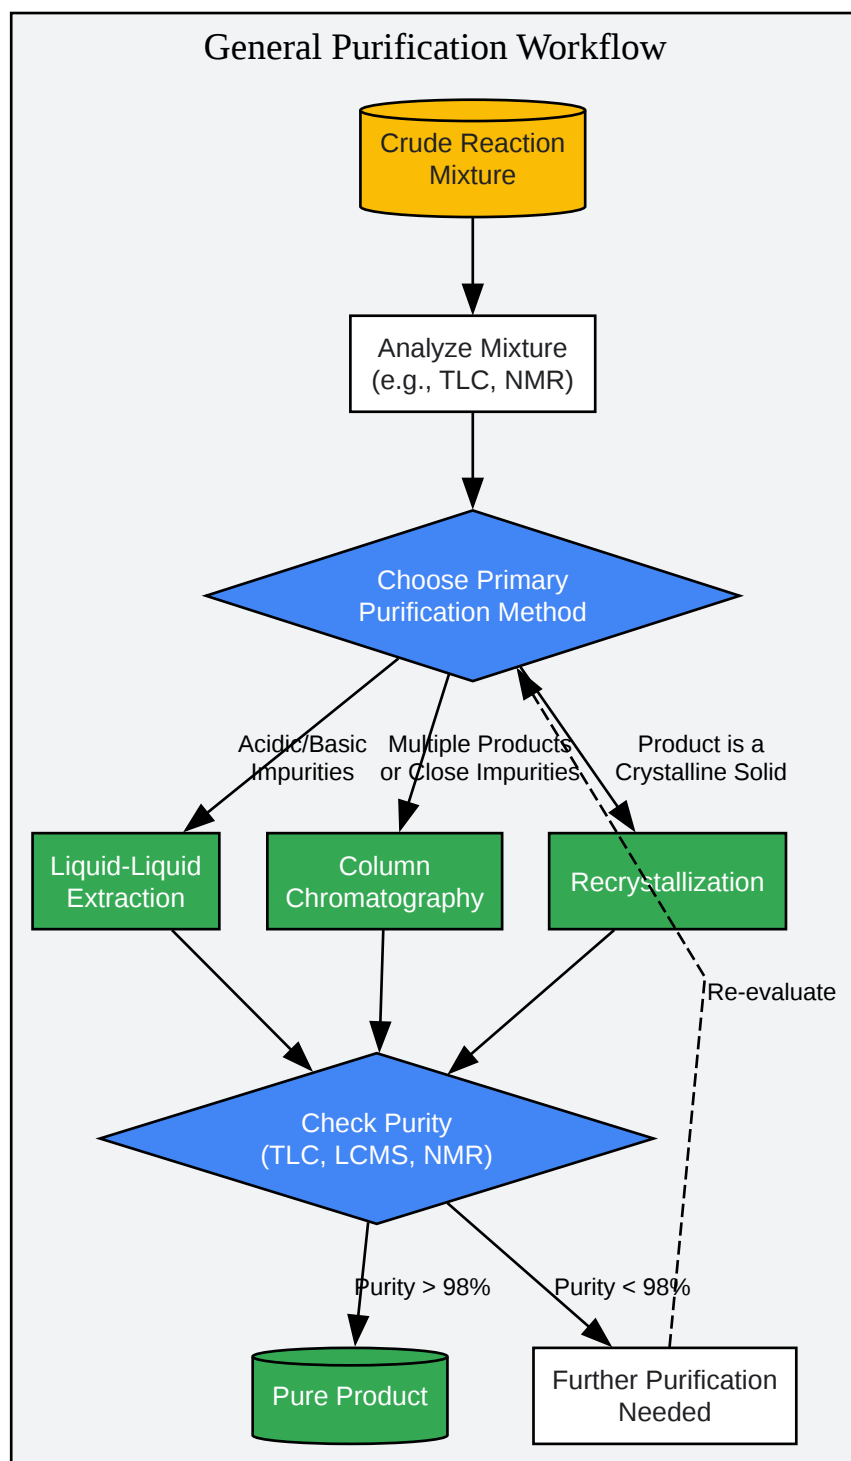 General Purification Workflow
Crude Reaction
Mixture
Analyze Mixture
(e.g., TLC, NMR)
Choose Primary
Purification Method
Acidic/Basic
Impurities
Multiple Products
or Close Impurities
Product is a
Crystalline Solid
Liquid-Liquid
Extraction
Column
Chromatography
Recrystallization
Re-evaluate
Check Purity
(TLC, LCMS, NMR)
Purity > 98%
Purity < 98%
Pure Product
Further Purification
Needed